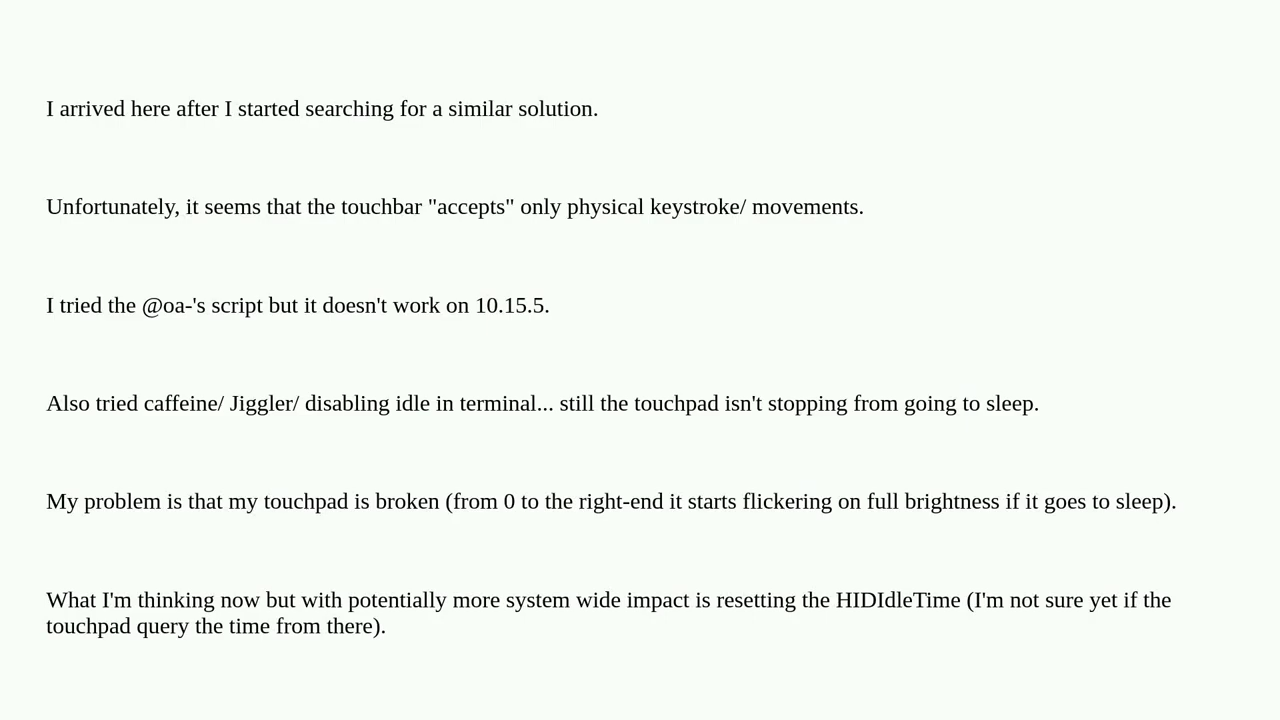 I arrived here after I started searching for a similar solution.
Unfortunately, it seems that the touchbar "accepts" only physical keystroke/ movements.
I tried the @oa-'s script but it doesn't work on 10.15.5.
Also tried caffeine/ Jiggler/ disabling idle in terminal... still the touchpad isn't stopping from going to sleep.
My problem is that my touchpad is broken (from 0 to the right-end it starts flickering on full brightness if it goes to sleep).
What I'm thinking now but with potentially more system wide impact is resetting the HIDIdleTime (I'm not sure yet if the
touchpad query the time from there).